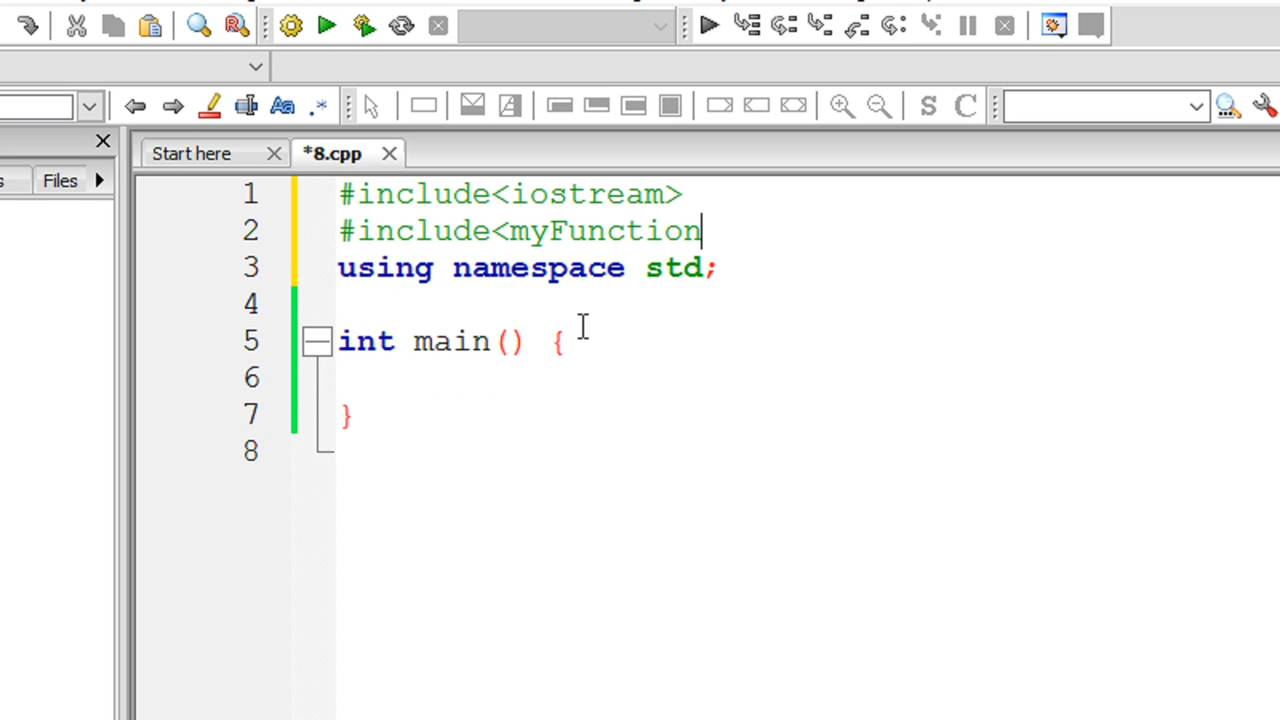 Aa .*
S C
s Files
Start here *8.cpp
1 #include<iostream>
2 #include<myFunction
3 using namespace std;
4
5 int main() {
6
7 }
8